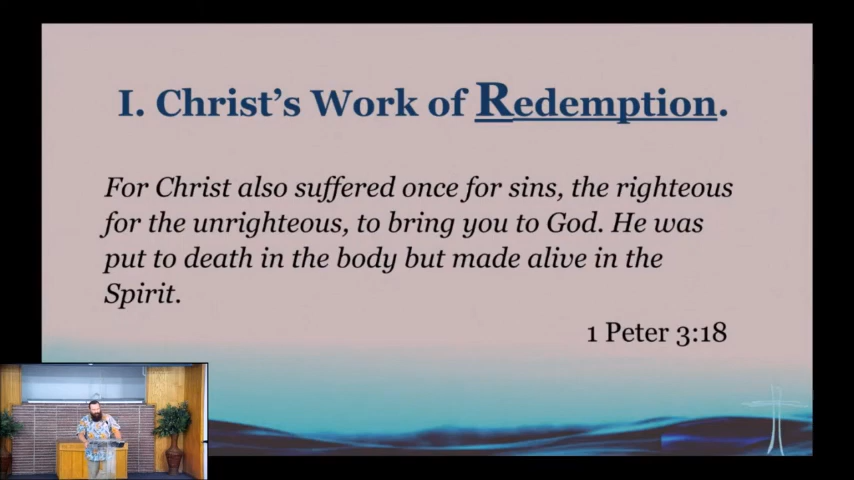 I. Christ's Work of Redemption.
For Christ also suffered once for sins, the righteous
for the unrighteous, to bring you to God. He was
put to death in the body but made alive in the
Spirit.
1 Peter 3:18